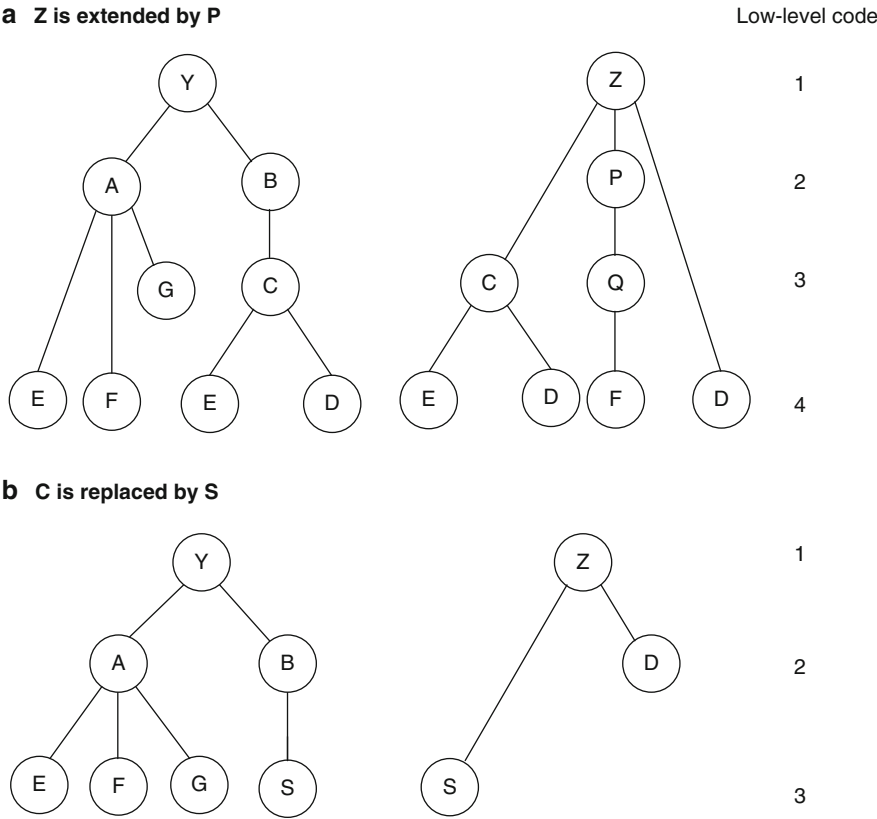 a Z is extended by P Low-level code
Y Z 1
A B P 2
G C C Q 3
E F E D E D F D 4
b C is replaced by S
Y Z 1
A B D 2
E F G S S 3